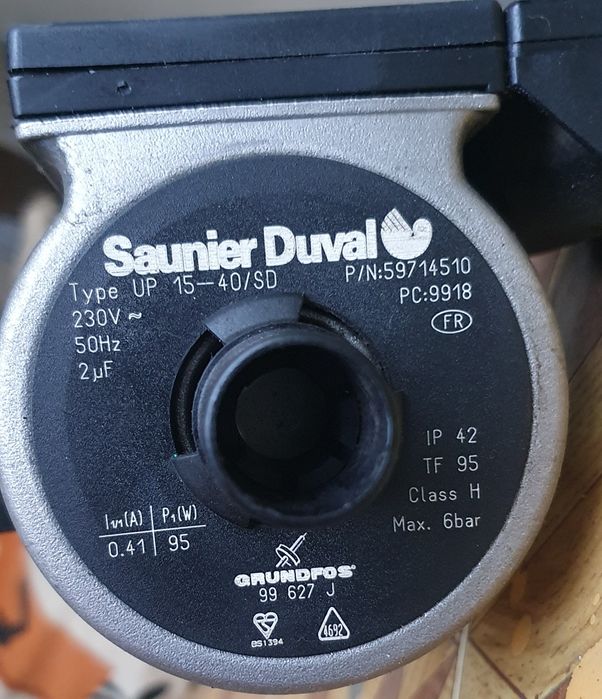 Saunier Duval
Type UP 15-40/SD
P/N:59714510
230V ~
PC:9918
50Hz
FR
2µF
IP 42
TF 95
Class H
Max. 6bar
I₁/₁(A) P₁(W)
0.41 95
GRUNDFOS
99 627 J
BS1394
4692